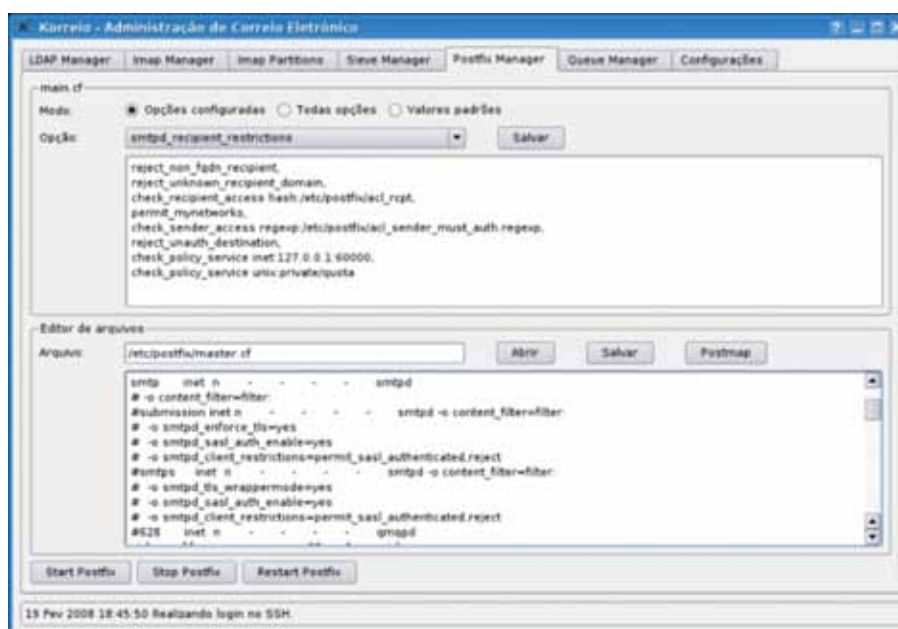 Korreio - Administração de Correio Eletrônico
LDAP Manager Imap Manager Imap Partitions Sieve Manager Postfix Manager Queue Manager Configurações
main.cf
Modo: Opções configuradas Todas opções Valores padrões
Opção: smtpd_recipient_restrictions Salvar
reject_non_fqdn_recipient,
reject_unknown_recipient_domain,
check_recipient_access hash:/etc/postfix/acl_rcpt,
permit_mynetworks,
check_sender_access regexp:/etc/postfix/acl_sender_must_auth.regexp,
reject_unauth_destination,
check_policy_service inet:127.0.0.1:60000,
check_policy_service unix:private/quota
Editor de arquivos
Arquivo: /etc/postfix/master.cf Abrir Salvar Postmap
smtp inet n - - - - smtpd
# -o content_filter=filter:
#submission inet n - - - - smtpd -o content_filter=filter:
# -o smtpd_enforce_tls=yes
# -o smtpd_sasl_auth_enable=yes
# -o smtpd_client_restrictions=permit_sasl_authenticated,reject
#smtps inet n - - - - smtpd -o content_filter=filter:
# -o smtpd_tls_wrappermode=yes
# -o smtpd_sasl_auth_enable=yes
# -o smtpd_client_restrictions=permit_sasl_authenticated,reject
#628 inet n - - - - qmqpd
Start Postfix Stop Postfix Restart Postfix
19 Fev 2008 18:45:50 Realizando login no SSH.